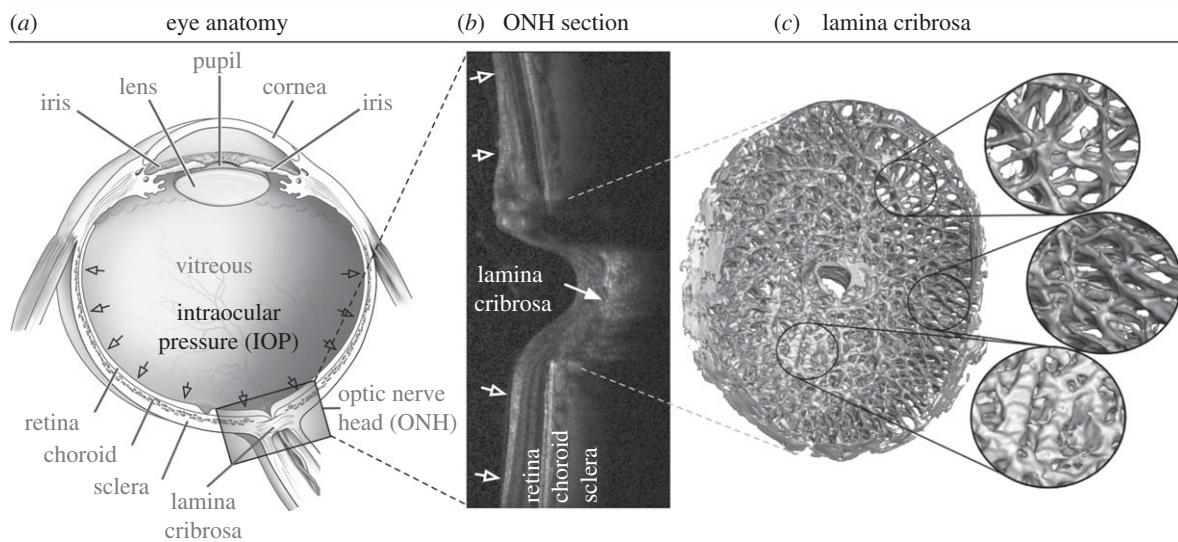 (a) eye anatomy
(b) ONH section
(c) lamina cribrosa
pupil
lens
cornea
iris
iris
vitreous
intraocular
pressure (IOP)
retina
choroid
sclera
lamina
cribrosa
optic nerve
head (ONH)
lamina
cribrosa
retina
choroid
sclera